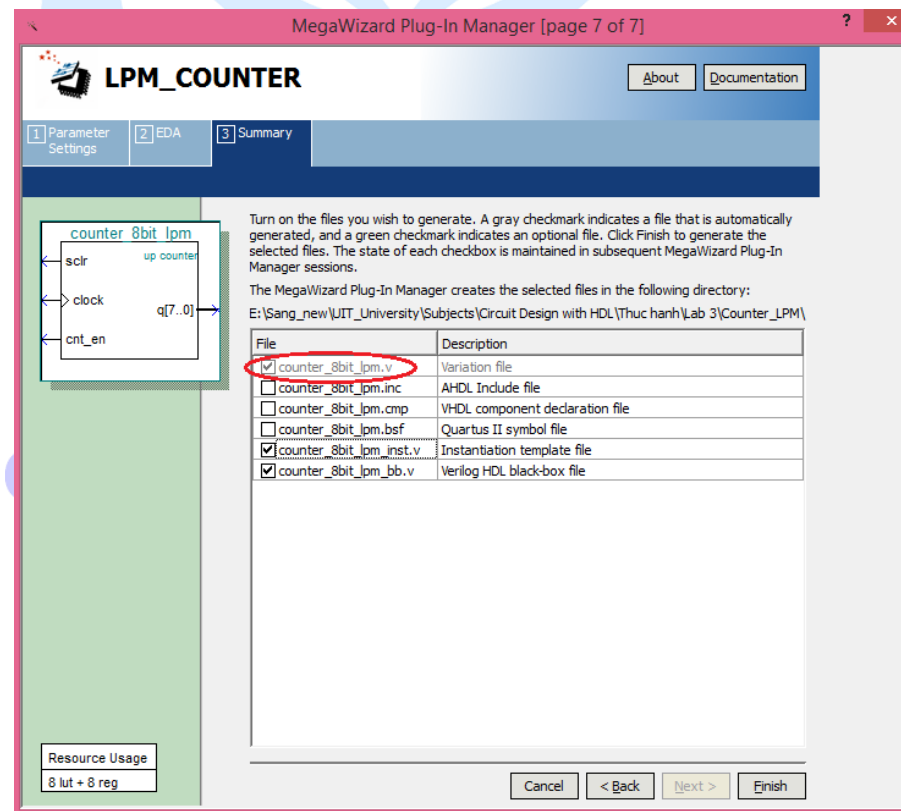 MegaWizard Plug-In Manager [page 7 of 7]
? ×
LPM_COUNTER
About
Documentation
1 Parameter
Settings
2 EDA
3 Summary
counter_8bit_lpm
up counter
sclr
clock
q[7..0]
cnt_en
Turn on the files you wish to generate. A gray checkmark indicates a file that is automatically
generated, and a green checkmark indicates an optional file. Click Finish to generate the
selected files. The state of each checkbox is maintained in subsequent MegaWizard Plug-In
Manager sessions.
The MegaWizard Plug-In Manager creates the selected files in the following directory:
E:\Sang_new\UIT_University\Subjects\Circuit Design with HDL\Thuc hanh\Lab 3\Counter_LPM\
File Description
counter_8bit_lpm.v Variation file
counter_8bit_lpm.inc AHDL Include file
counter_8bit_lpm.cmp VHDL component declaration file
counter_8bit_lpm.bsf Quartus II symbol file
counter_8bit_lpm_inst.v Instantiation template file
counter_8bit_lpm_bb.v Verilog HDL black-box file
Resource Usage
8 lut + 8 reg
Cancel < Back Next > Finish